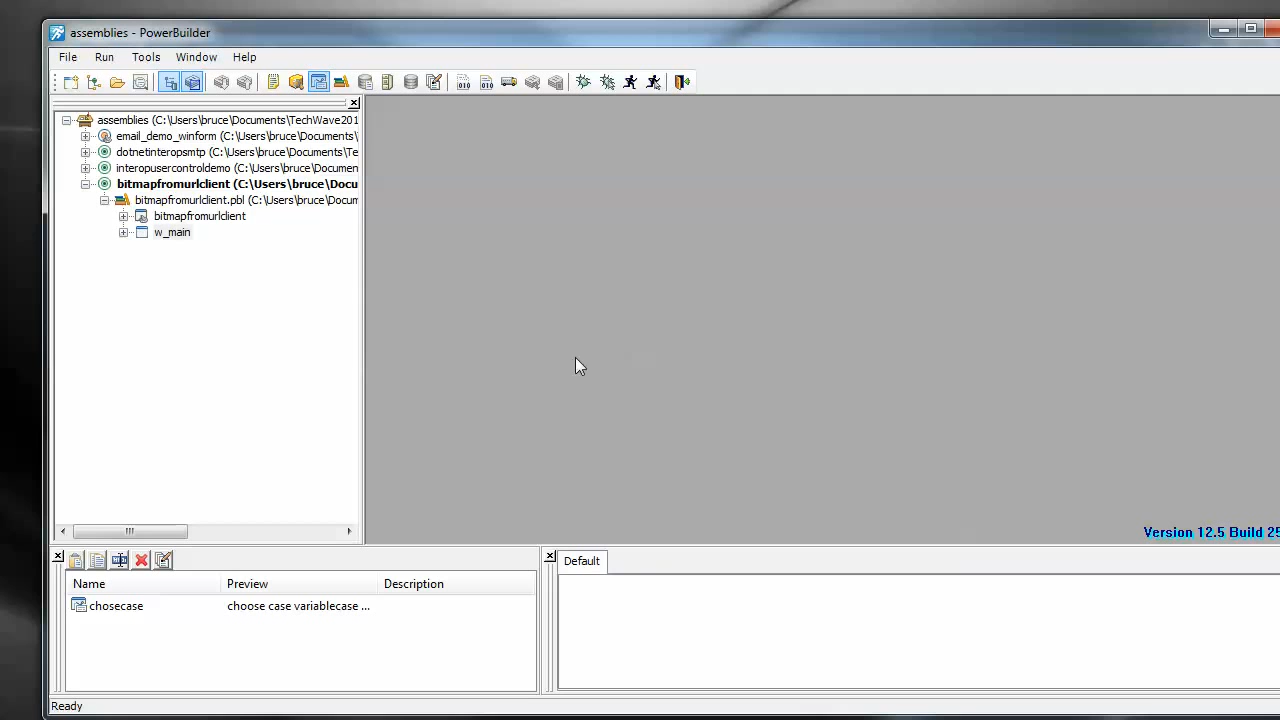 assemblies - PowerBuilder
File Run Tools Window Help
assemblies (C:\Users\bruce\Documents\TechWave201
email_demo_winform (C:\Users\bruce\Documents\
dotnetinteropsmtp (C:\Users\bruce\Documents\Te
interopusercontroldemo (C:\Users\bruce\Documen
bitmapfromurlclient (C:\Users\bruce\Docu
bitmapfromurlclient.pbl (C:\Users\bruce\Docum
bitmapfromurlclient
w_main
Version 12.5 Build 25
Default
Name Preview Description
chosecase choose case variablecase ...
Ready